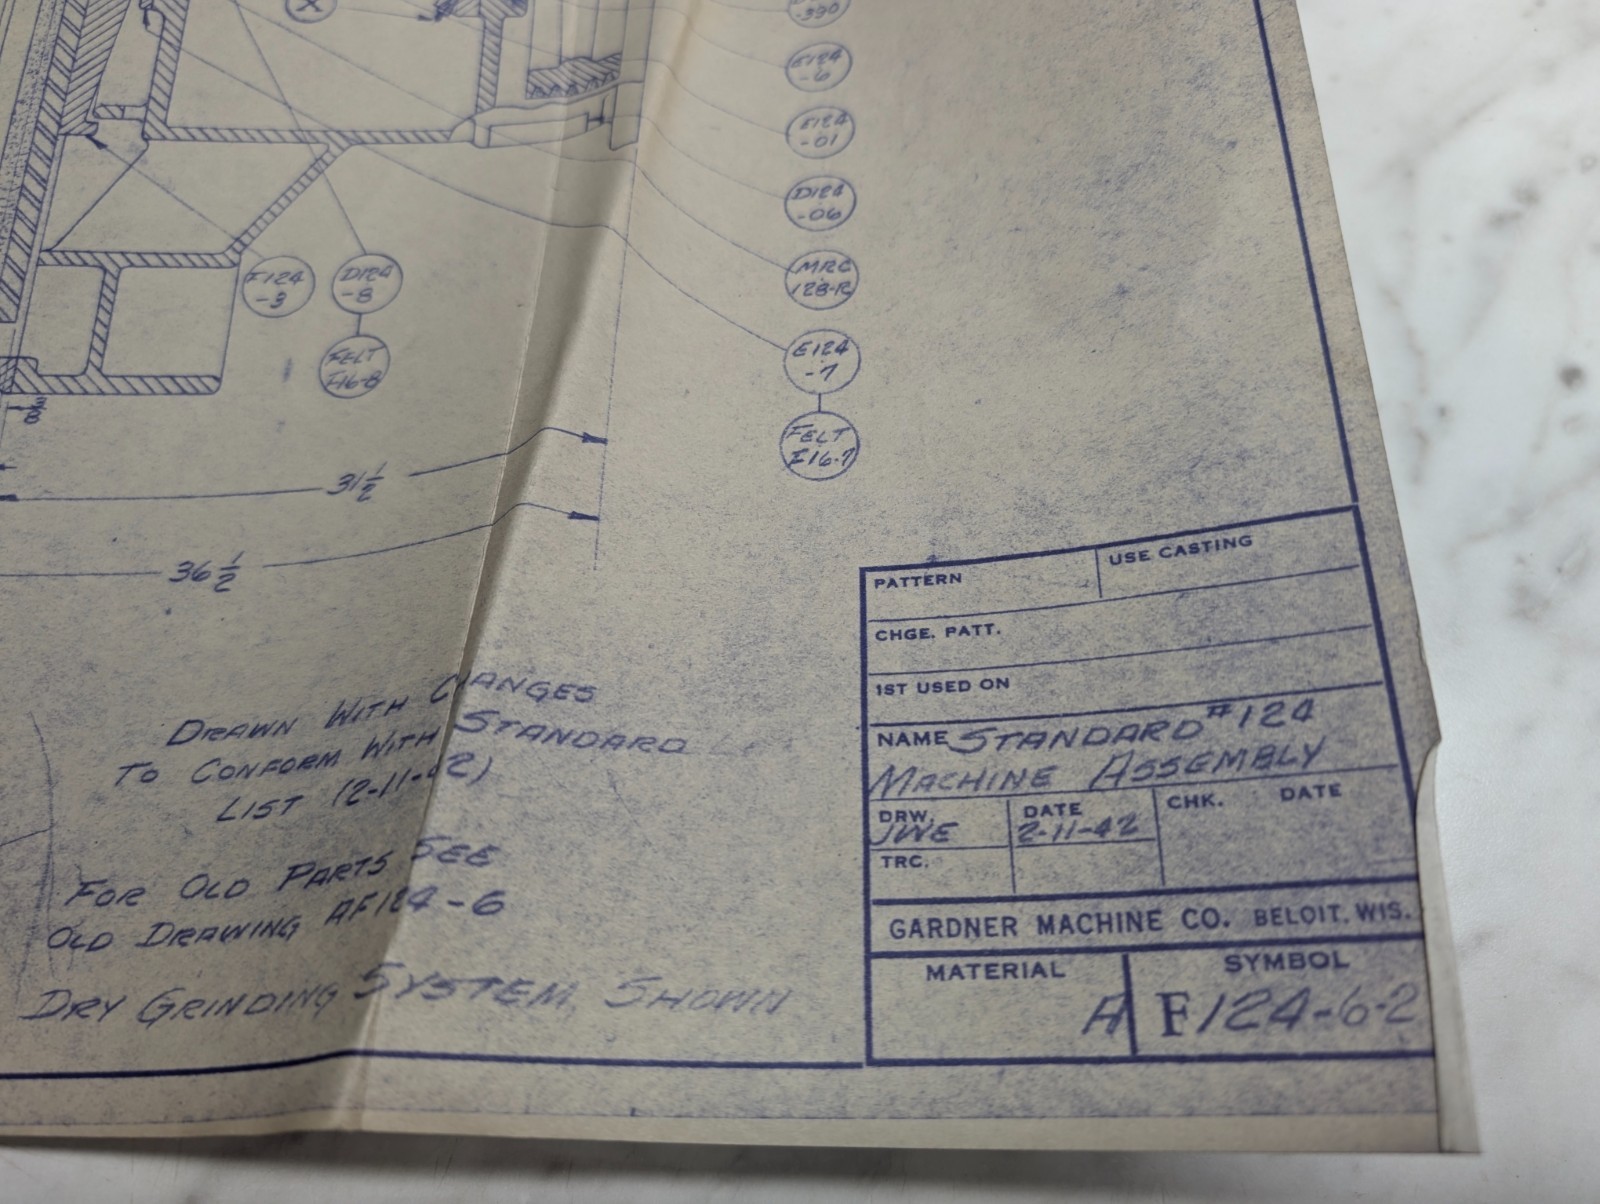 X
-390
E124
-6
E124
-01
D124
-06
MRC
128-R
E124
-7
FELT
F16-7
F124
-3
D124
-8
FELT
F16-8
31 1/2
36 1/2
DRAWN WITH CHANGES
TO CONFORM WITH STANDARD
LIST (2-11-42)
FOR OLD PARTS SEE
OLD DRAWING AF124-6
DRY GRINDING SYSTEM SHOWN
PATTERN USE CASTING
CHGE. PATT.
1ST USED ON
NAME STANDARD #124
MACHINE ASSEMBLY
DRW. JWE DATE 2-11-42 CHK. DATE
TRC.
GARDNER MACHINE CO. BELOIT, WIS.
MATERIAL SYMBOL
A F124-6-2